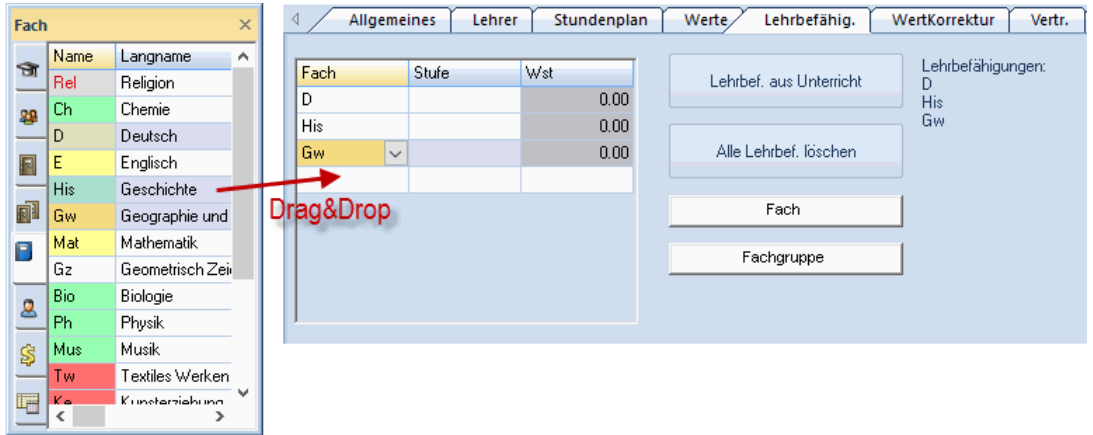 Fach
Name Langname
Rel Religion
Ch Chemie
D Deutsch
E Englisch
His Geschichte
Gw Geographie und
Mat Mathematik
Gz Geometrisch Zei
Bio Biologie
Ph Physik
Mus Musik
Tw Textiles Werken
Ke Kunsterziehung
Drag&Drop
Allgemeines Lehrer Stundenplan Werte Lehrbefähig. WertKorrektur Vertr.
Fach Stufe Wst
D 0.00
His 0.00
Gw 0.00
Lehrbef. aus Unterricht
Alle Lehrbef. löschen
Fach
Fachgruppe
Lehrbefähigungen:
D
His
Gw